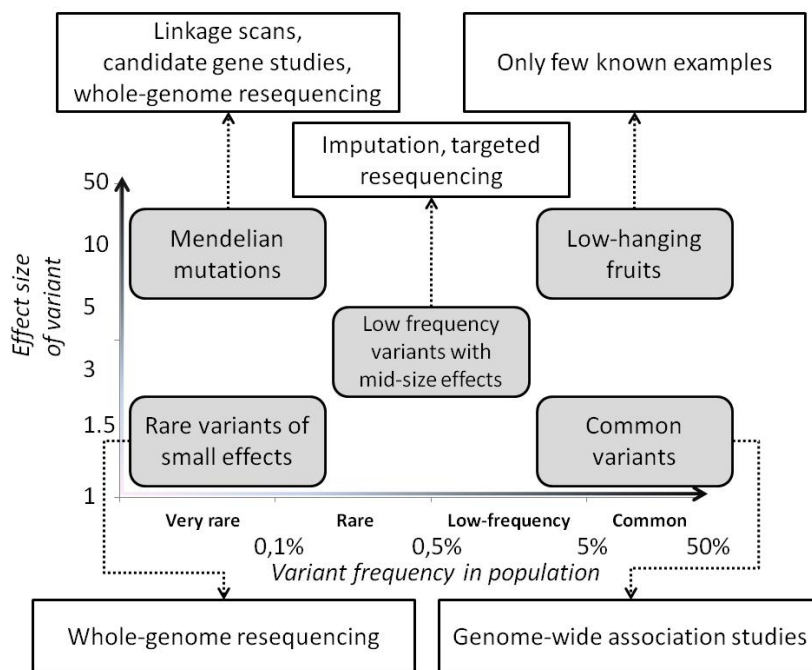 Linkage scans,
candidate gene studies,
whole-genome resequencing
Only few known examples
Imputation, targeted
resequencing
Effect size
of variant
50
10
5
3
1.5
1
Mendelian
mutations
Low-hanging
fruits
Low frequency
variants with
mid-size effects
Rare variants of
small effects
Common
variants
Very rare
Rare
Low-frequency
Common
0,1%
0,5%
5%
50%
Variant frequency in population
Whole-genome resequencing
Genome-wide association studies